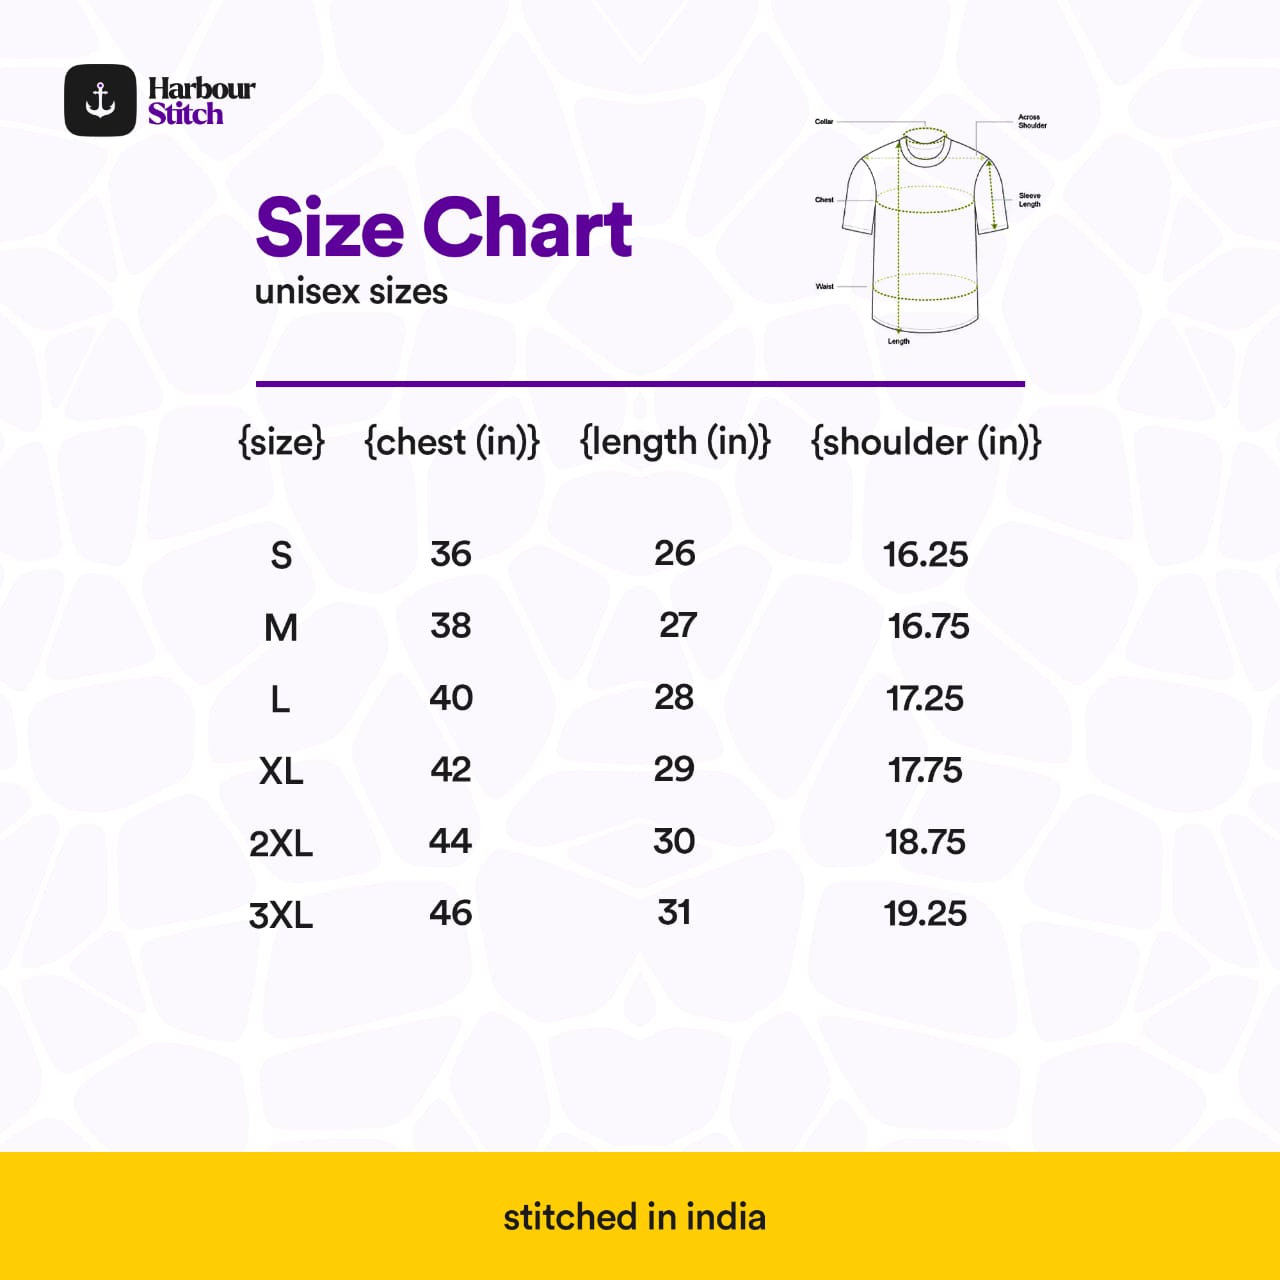 Harbour
Stitch
Collar
Across
Shoulder
Chest
Sleeve
Length
Waist
Length
Size Chart
unisex sizes
{size} {chest (in)} {length (in)} {shoulder (in)}
S 36 26 16.25
M 38 27 16.75
L 40 28 17.25
XL 42 29 17.75
2XL 44 30 18.75
3XL 46 31 19.25
stitched in india